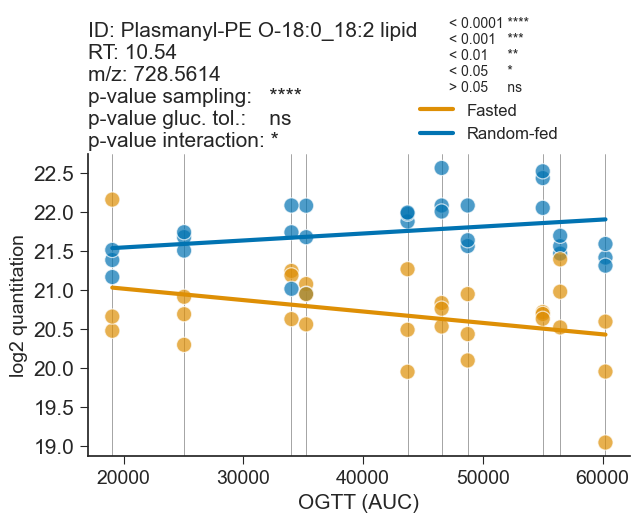 ID: Plasmanyl-PE O-18:0_18:2 lipid
RT: 10.54
m/z: 728.5614
p-value sampling: ****
p-value gluc. tol.: ns
p-value interaction: *
< 0.0001 ****
< 0.001 ***
< 0.01 **
< 0.05 *
> 0.05 ns
Fasted
Random-fed
log2 quantitation
22.5
22.0
21.5
21.0
20.5
20.0
19.5
19.0
20000 30000 40000 50000 60000
OGTT (AUC)